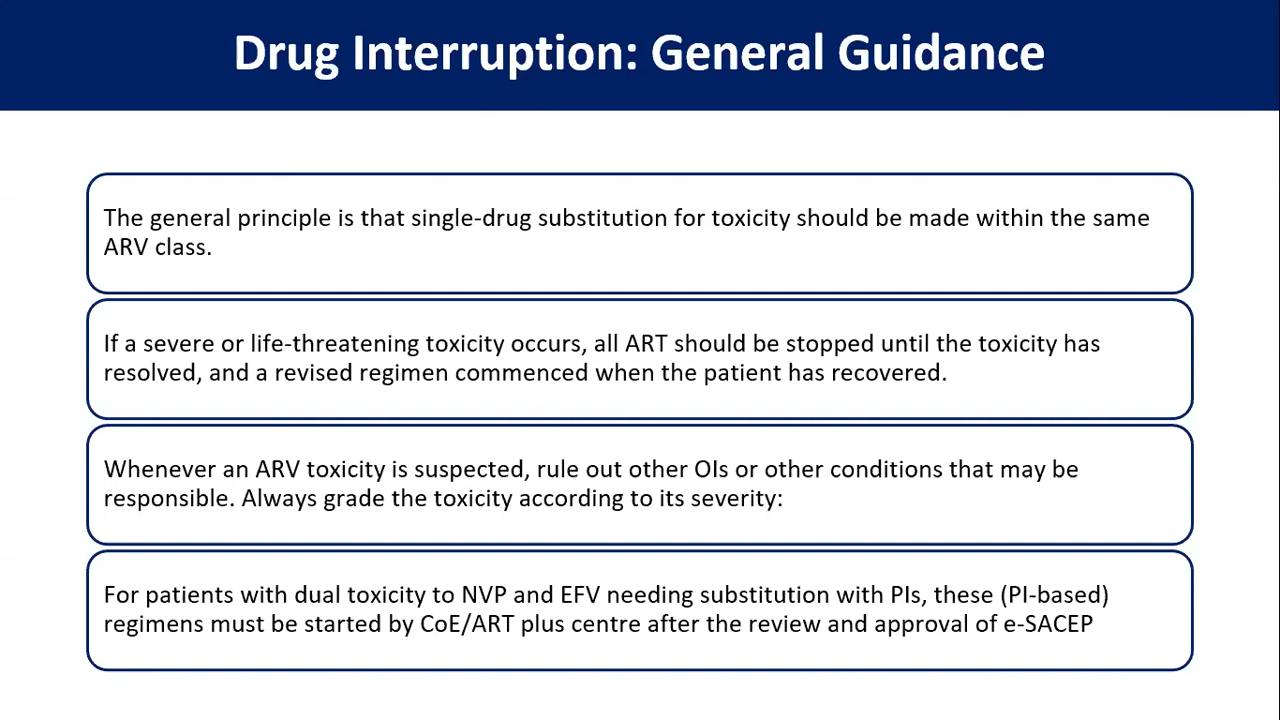 Drug Interruption: General Guidance
The general principle is that single-drug substitution for toxicity should be made within the same
ARV class.
If a severe or life-threatening toxicity occurs, all ART should be stopped until the toxicity has
resolved, and a revised regimen commenced when the patient has recovered.
Whenever an ARV toxicity is suspected, rule out other OIs or other conditions that may be
responsible. Always grade the toxicity according to its severity:
For patients with dual toxicity to NVP and EFV needing substitution with PIs, these (PI-based)
regimens must be started by CoE/ART plus centre after the review and approval of e-SACEP